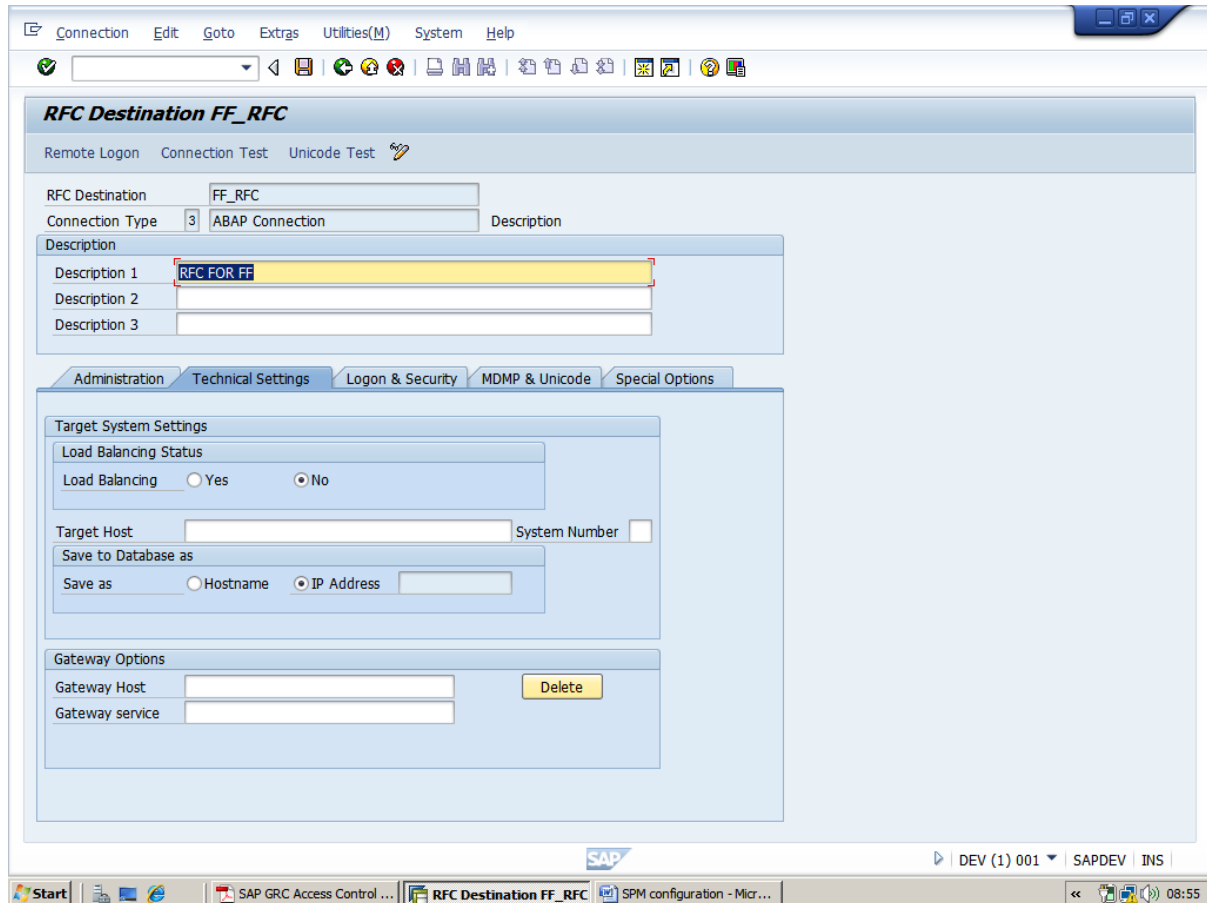 Connection Edit Goto Extras Utilities(M) System Help
RFC Destination FF_RFC
Remote Logon Connection Test Unicode Test
RFC Destination FF_RFC
Connection Type 3 ABAP Connection Description
Description
Description 1 RFC FOR FF
Description 2
Description 3
Administration Technical Settings Logon & Security MDMP & Unicode Special Options
Target System Settings
Load Balancing Status
Load Balancing Yes No
Target Host System Number
Save to Database as
Save as Hostname IP Address
Gateway Options
Gateway Host Delete
Gateway service
SAP DEV (1) 001 SAPDEV INS
Start SAP GRC Access Control ... RFC Destination FF_RFC SPM configuration - Micr... « 08:55